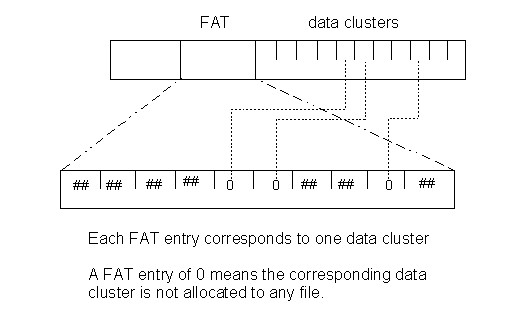 FAT data clusters
## ## ## ## 0 0 ## ## 0 ##
Each FAT entry corresponds to one data cluster
A FAT entry of 0 means the corresponding data
cluster is not allocated to any file.